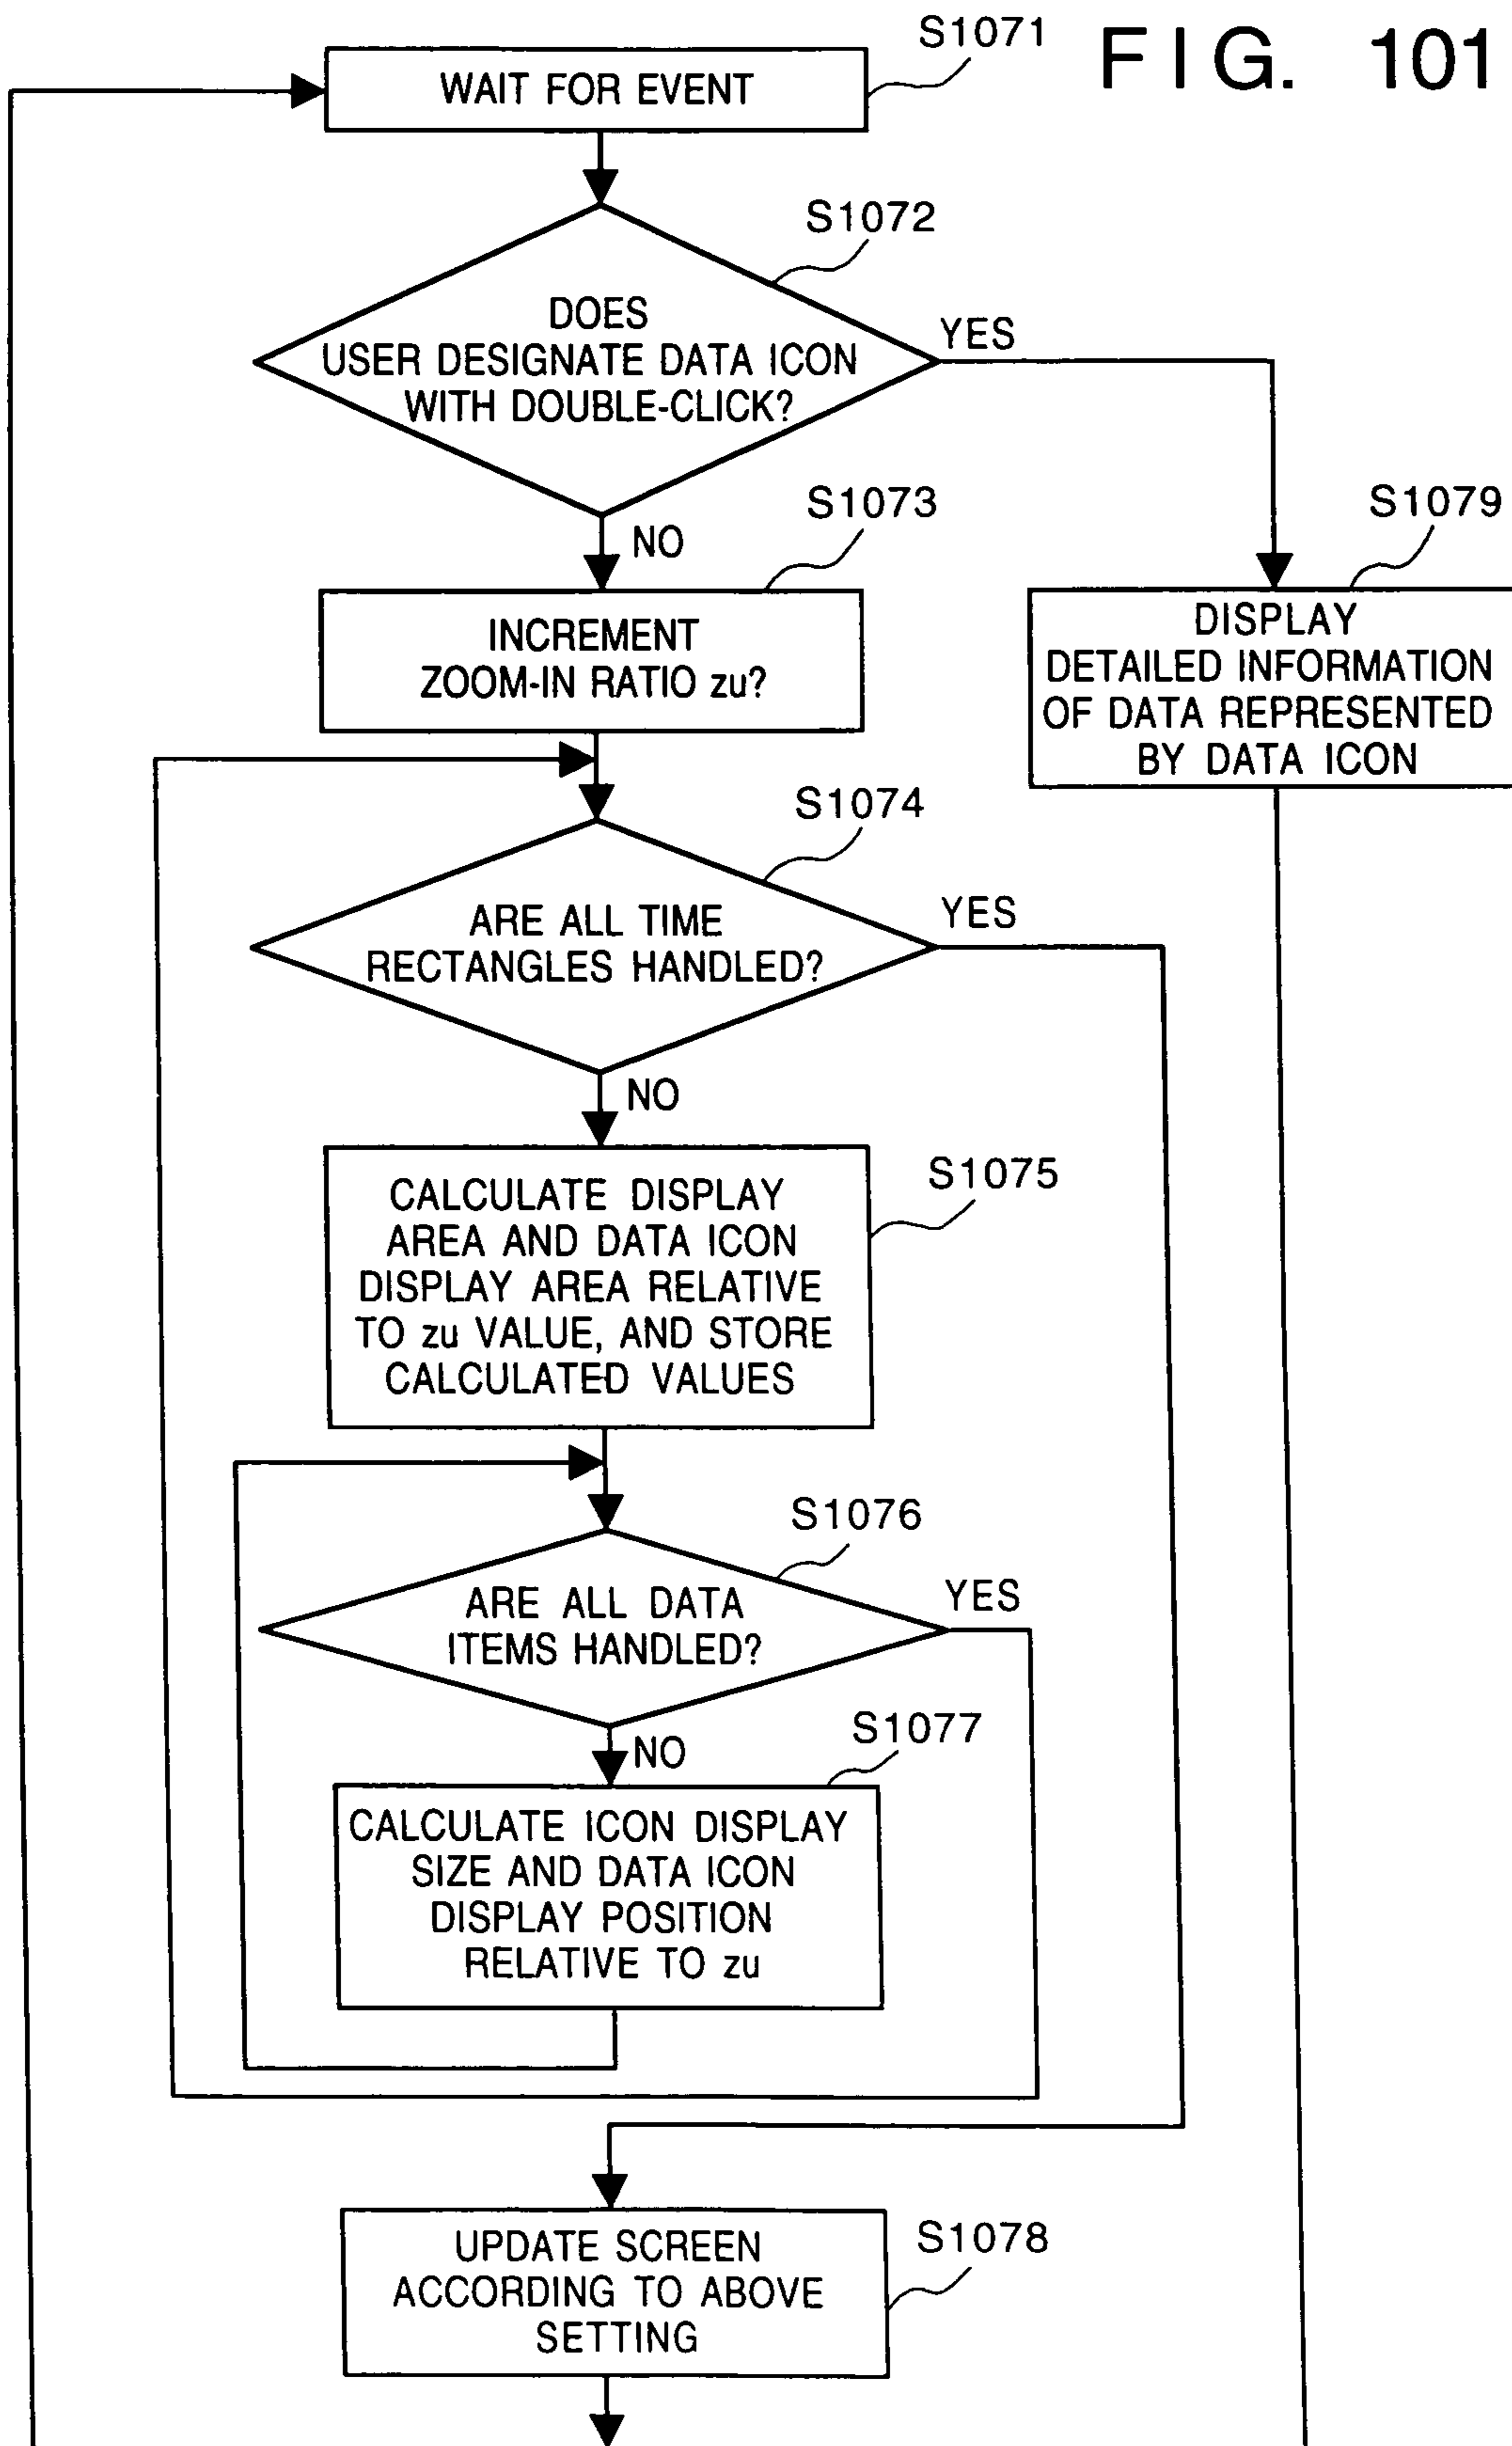 FIG. 101
S1071
WAIT FOR EVENT
S1072
DOES
USER DESIGNATE DATA ICON
WITH DOUBLE-CLICK?
YES
NO
S1073
INCREMENT
ZOOM-IN RATIO zu?
S1079
DISPLAY
DETAILED INFORMATION
OF DATA REPRESENTED
BY DATA ICON
S1074
ARE ALL TIME
RECTANGLES HANDLED?
YES
NO
S1075
CALCULATE DISPLAY
AREA AND DATA ICON
DISPLAY AREA RELATIVE
TO zu VALUE, AND STORE
CALCULATED VALUES
S1076
ARE ALL DATA
ITEMS HANDLED?
YES
NO
S1077
CALCULATE ICON DISPLAY
SIZE AND DATA ICON
DISPLAY POSITION
RELATIVE TO zu
S1078
UPDATE SCREEN
ACCORDING TO ABOVE
SETTING